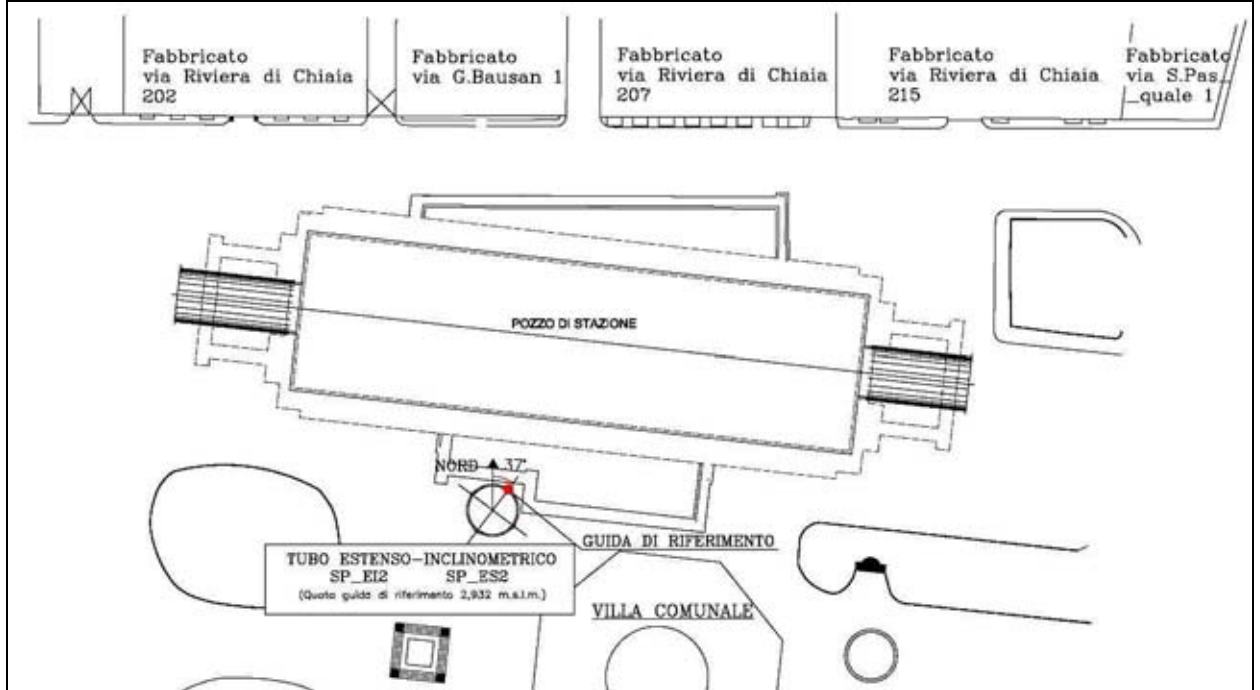 Fabbricato
via Riviera di Chiaia
202
Fabbricato
via G.Bausan 1
Fabbricato
via Riviera di Chiaia
207
Fabbricato
via Riviera di Chiaia
215
Fabbricato
via S.Pas_
_quale 1
POZZO DI STAZIONE
NORD 37°
GUIDA DI RIFERIMENTO
TUBO ESTENSO-INCLINOMETRICO
SP_EI2 SP_ES2
(Quota guida di riferimento 2,932 m.s.l.m.)
VILLA COMUNALE